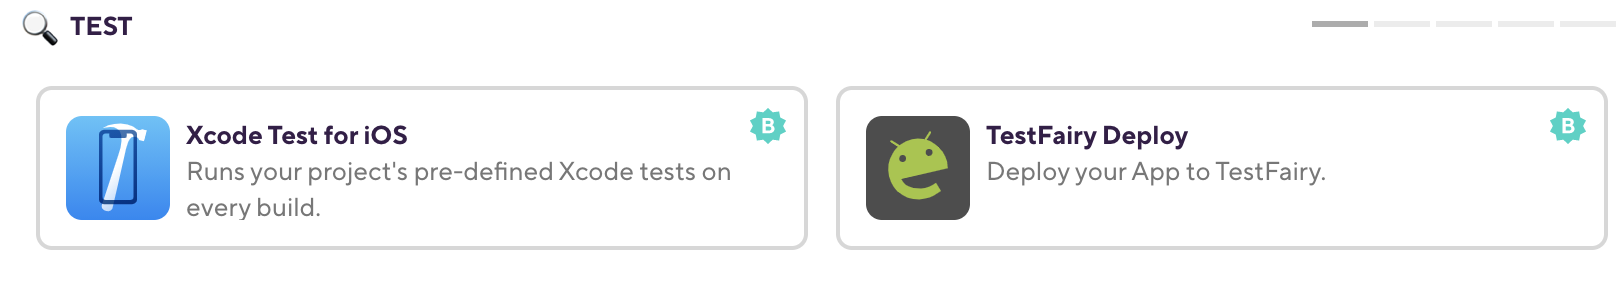 TEST
Xcode Test for iOS
B
Runs your project's pre-defined Xcode tests on
every build.
TestFairy Deploy
B
Deploy your App to TestFairy.